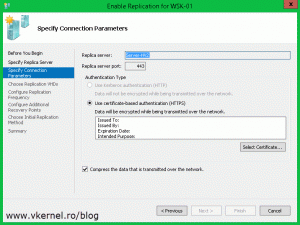 Enable Replication for WSK-01
Specify Connection Parameters
Before You Begin
Specify Replica Server
Specify Connection
Parameters
Choose Replication VHDs
Configure Replication
Frequency
Configure Additional
Recovery Points
Choose Initial Replication
Method
Summary
Replica server:
Replica server port:
443
Authentication Type
Use Kerberos authentication (HTTP)
Data will not be encrypted while being transmitted over the network.
Use certificate-based authentication (HTTPS)
Data will be encrypted while being transmitted over the network.
Issued To:
Issued By:
Expiration Date:
Intended Purpose:
Select Certificate...
Compress the data that is transmitted over the network.
< Previous
Next >
Finish
Cancel
www.vkernel.ro/blog